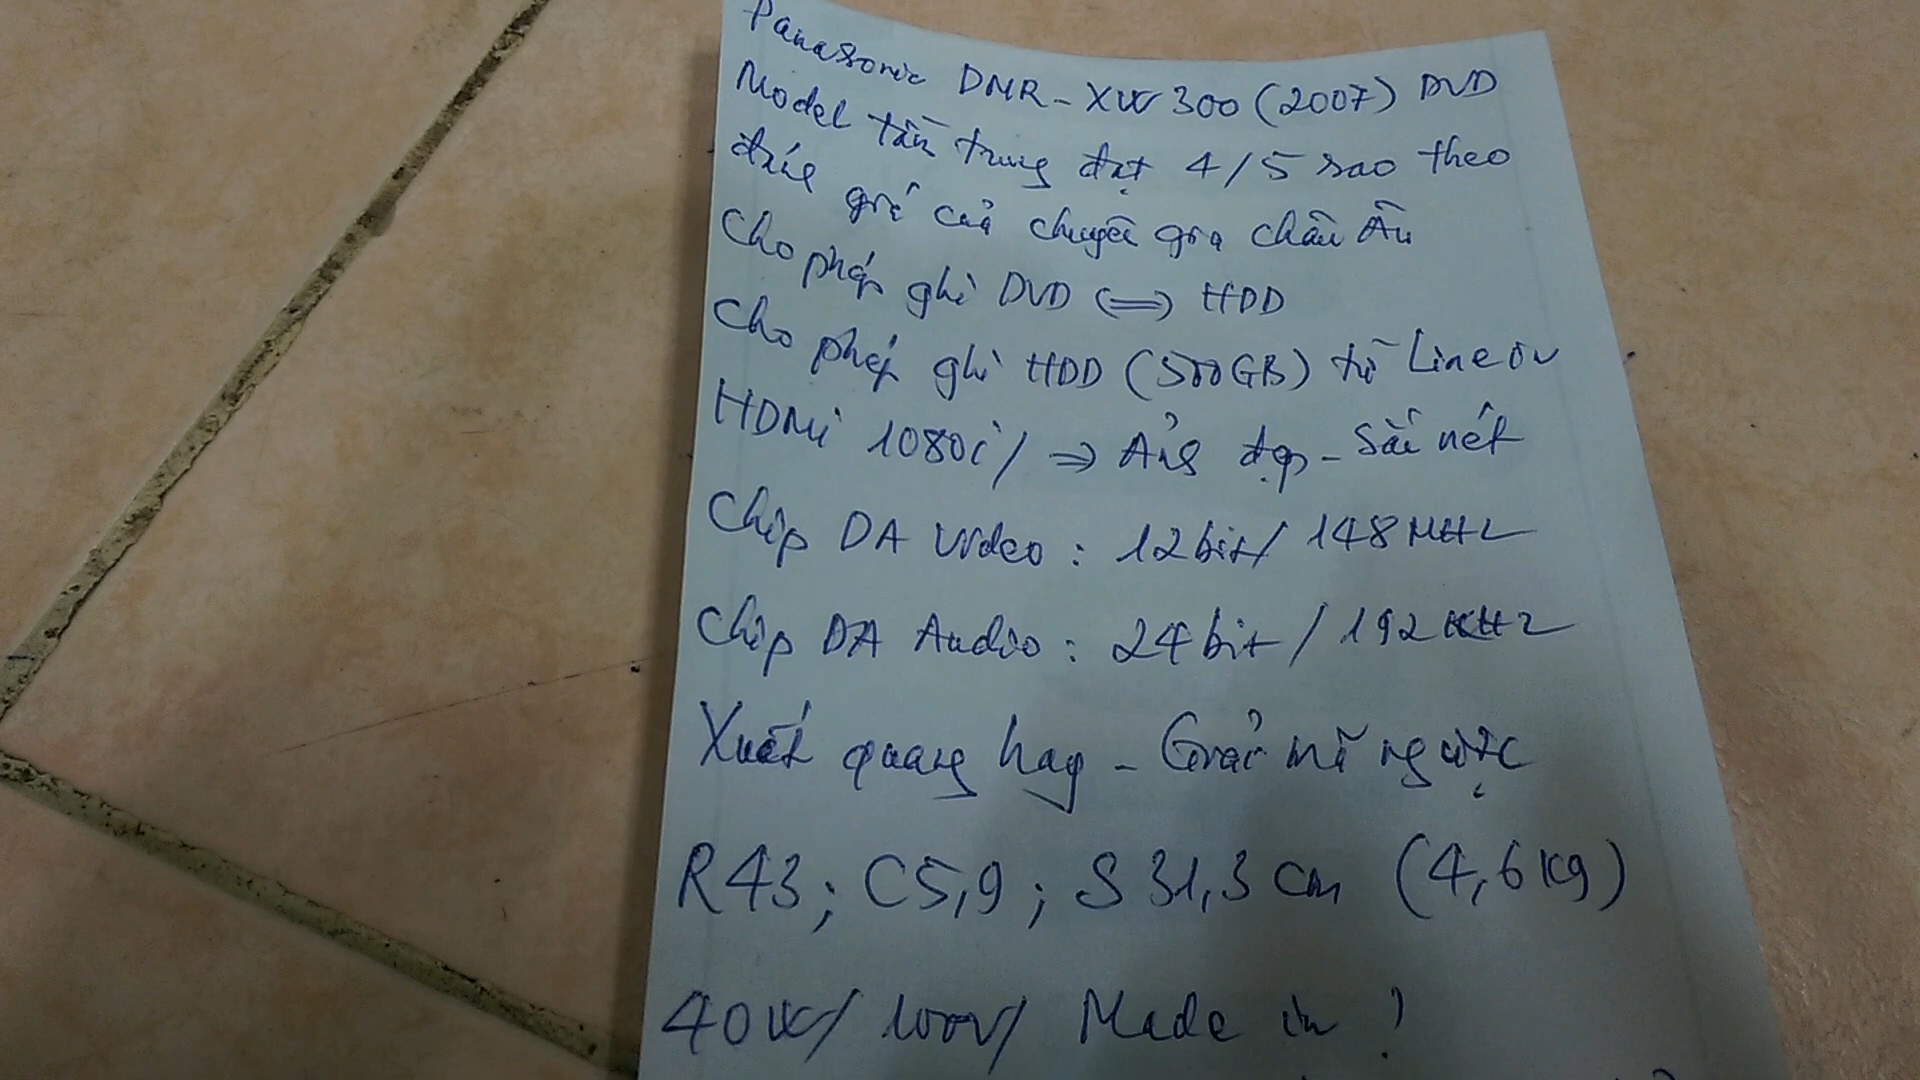 Panasonic DMR-XW300 (2007) DVD
Model tầm trung đạt 4/5 sao theo
đánh giá của chuyên gia châu Âu
Cho phép ghi DVD <=> HDD
Cho phép ghi HDD (500GB) từ Line in
HDMi 1080i/ => Ảnh đẹp - Sắc nét
Chip DA Video : 12bit/ 148MHz
Chip DA Audio : 24bit/192KHz
Xuất quang hay - Giải mã ngược
R43; C5,9; S31,3cm (4,6Kg)
40W/ 100V/ Made in ?